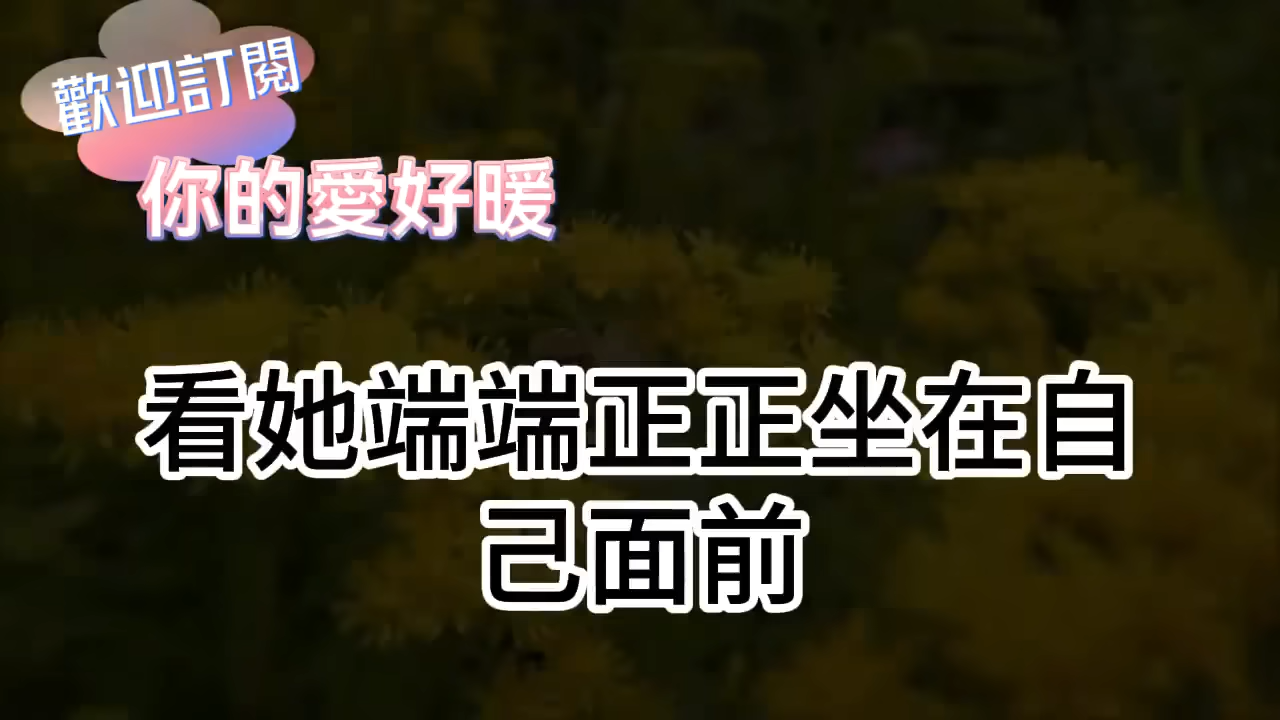 歡迎訂閱
你的愛好暖
看她端端正正坐在自
己面前